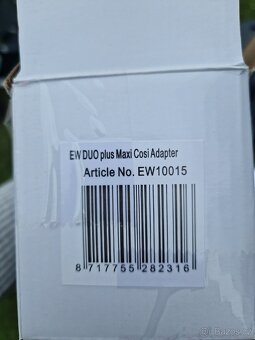 EW DUO plus Maxi Cosi Adapter
Article No. EW10015
8 717755 282316